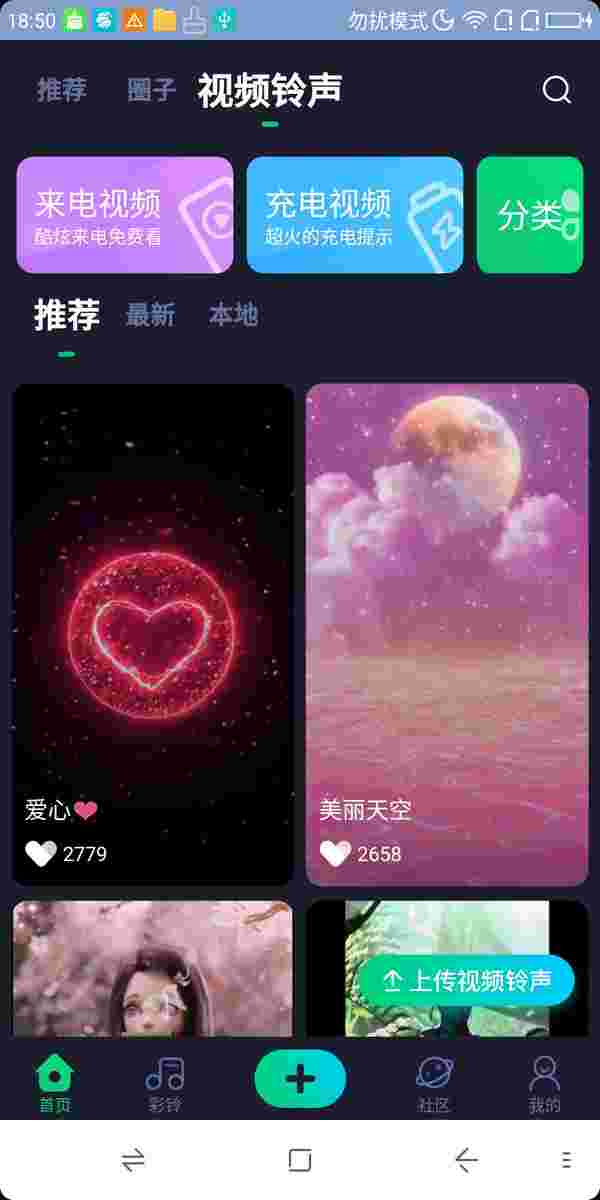 18:50 勿扰模式
推荐 圈子 视频铃声
来电视频
酷炫来电免费看
充电视频
超火的充电提示
分类
推荐 最新 本地
爱心❤
2779
美丽天空
2658
上传视频铃声
首页 彩铃 社区 我的